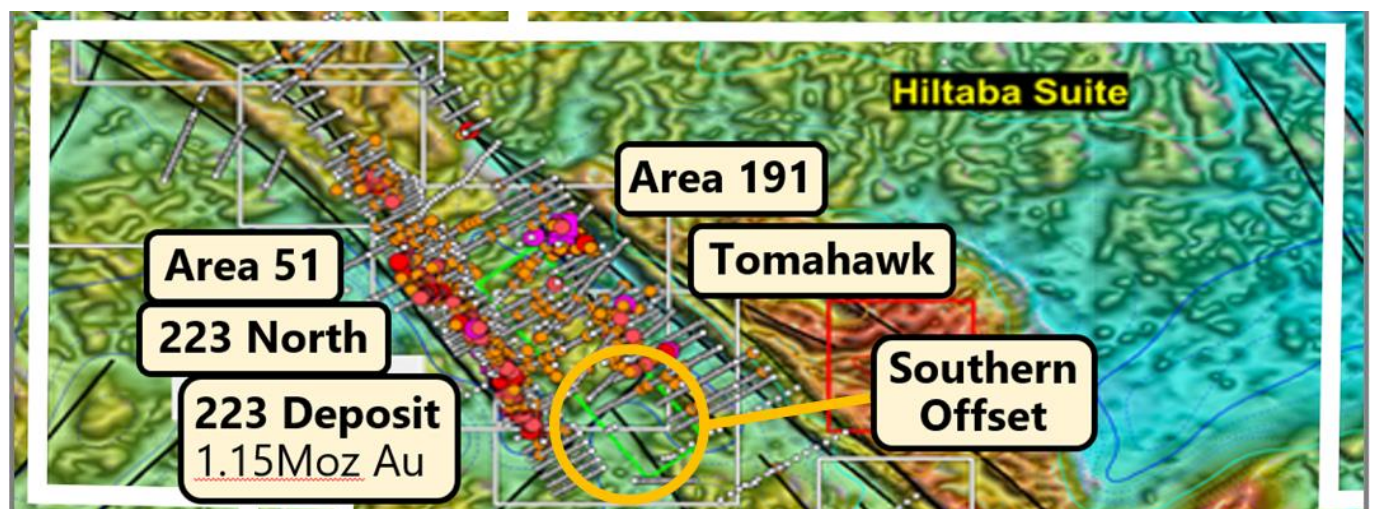 Hiltaba Suite
Area 191
Tomahawk
Area 51
223 North
223 Deposit
1.15Moz Au
Southern
Offset